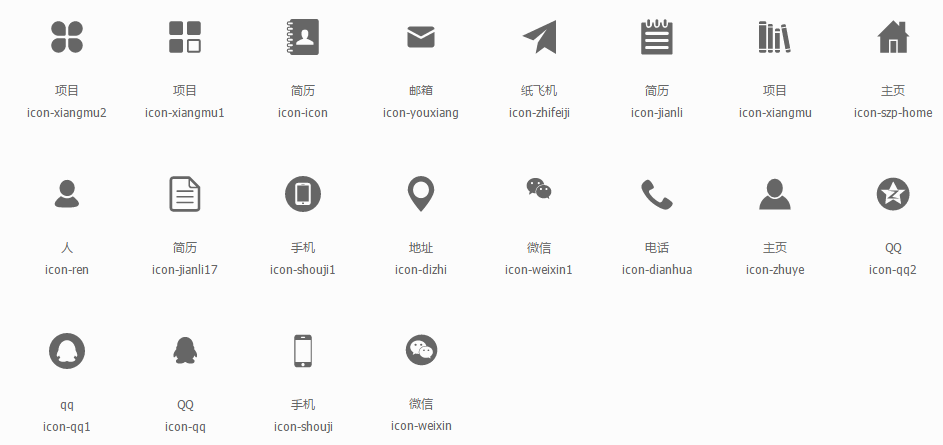 项目 项目 简历 邮箱 纸飞机 简历 项目 主页
icon-xiangmu2 icon-xiangmu1 icon-icon icon-youxiang icon-zhifeiji icon-jianli icon-xiangmu icon-szp-home
人 简历 手机 地址 微信 电话 主页 QQ
icon-ren icon-jianli17 icon-shouji1 icon-dizhi icon-weixin1 icon-dianhua icon-zhuye icon-qq2
qq QQ 手机 微信
icon-qq1 icon-qq icon-shouji icon-weixin